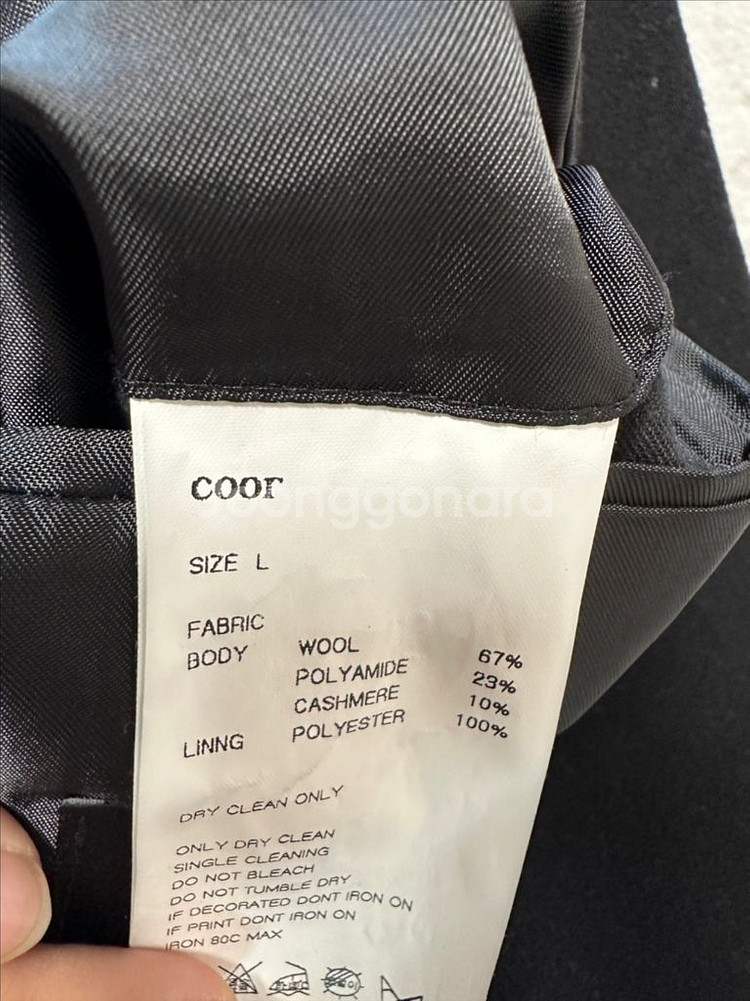 coor
joonggonara
SIZE L
FABRIC
BODY WOOL 67%
POLYAMIDE 23%
CASHMERE 10%
LINNG POLYESTER 100%
DRY CLEAN ONLY
ONLY DRY CLEAN
SINGLE CLEANING
DO NOT BLEACH
DO NOT TUMBLE DRY
IF DECORATED DONT IRON ON
IF PRINT DONT IRON ON
IRON 80C MAX